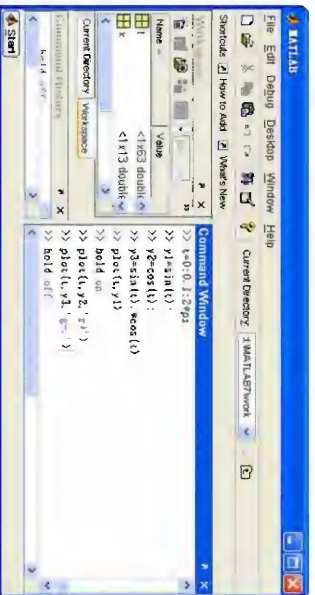 MATLAB
File Edit Debug Desktop Window Help
Current Directory:
Shortcuts How to Add What's New
Workspace
Name Value
t <1x63 double
x <1x13 double
Current Directory Workspace
Command History
hold off
Command Window
>> t=0:0.1:2*pi
>> y1=sin(t);
>> y2=cos(t);
>> y3=sin(t).*cos(t)
>> plot(t,y1)
>> hold on
>> plot(t,y2,'r+')
>> plot(t,y3,
>> hold off
Start